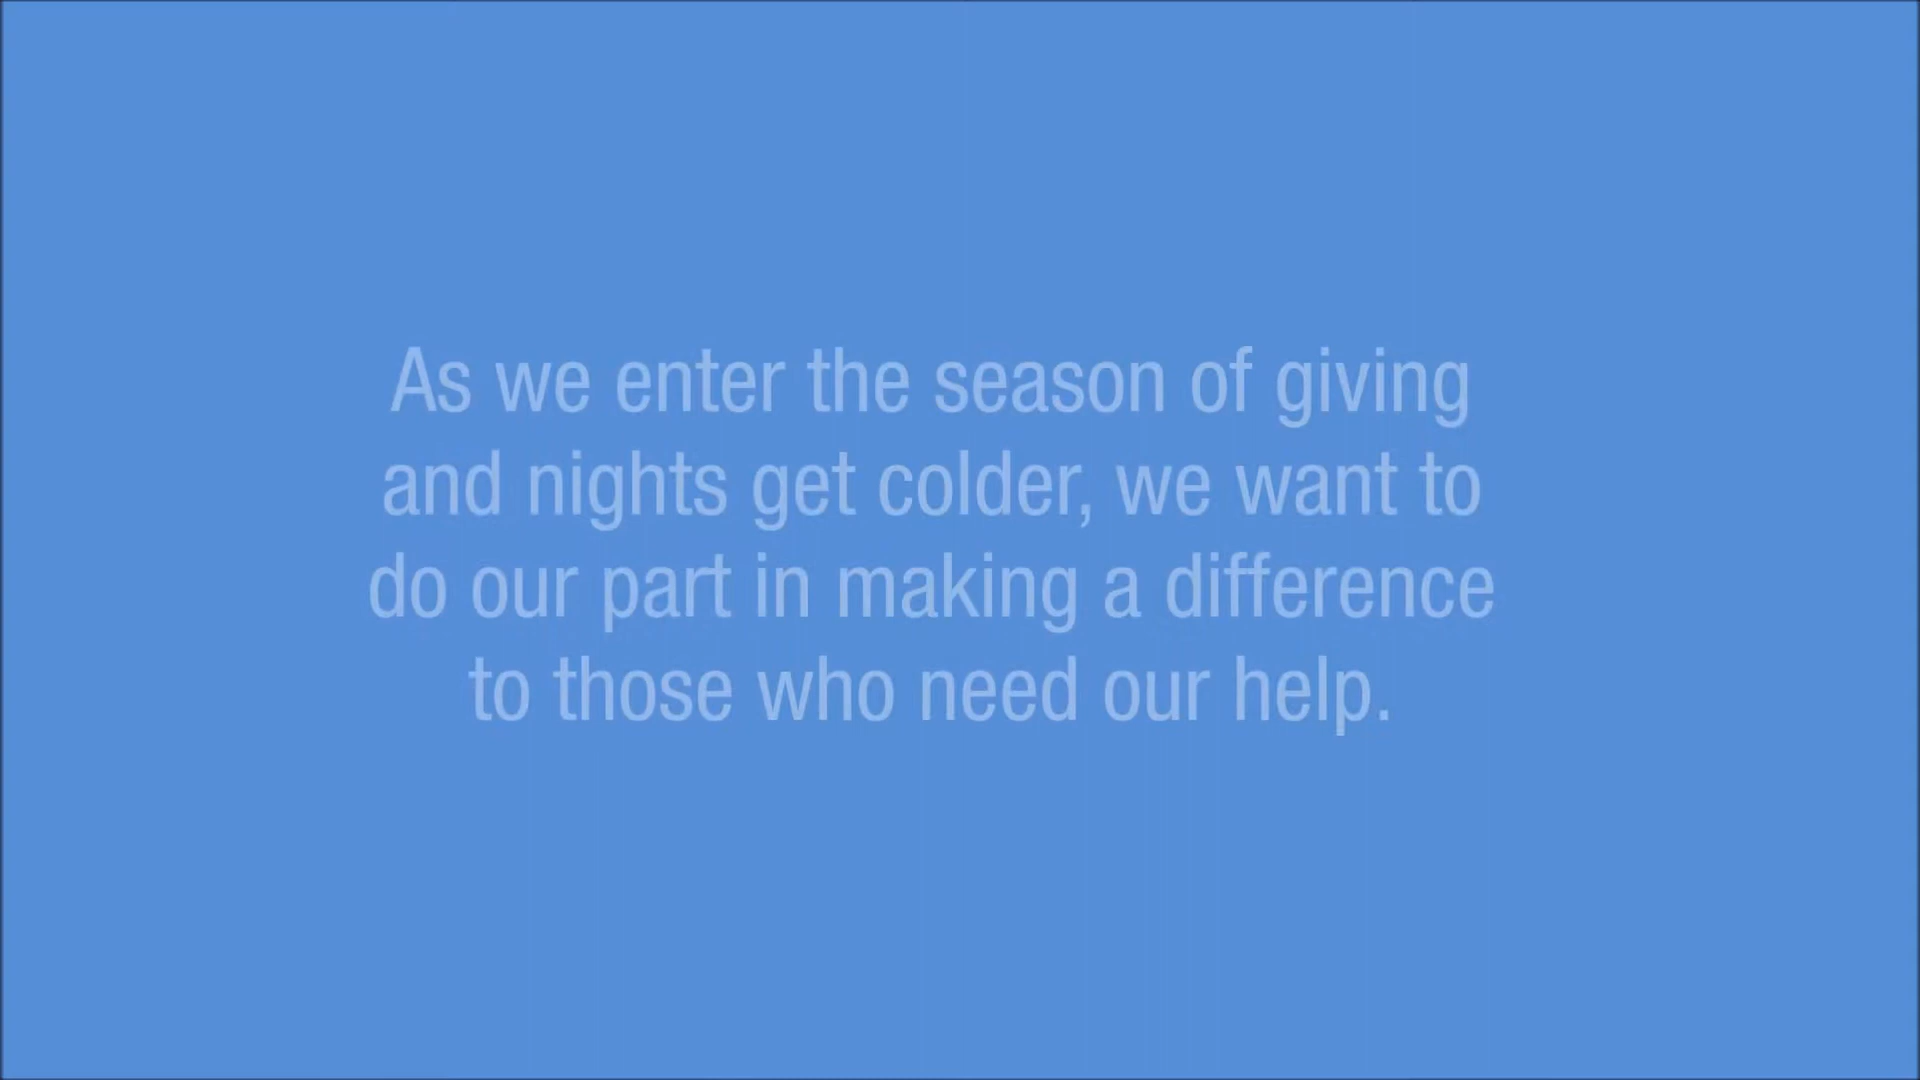 As we enter the season of giving
and nights get colder, we want to
do our part in making a difference
to those who need our help.